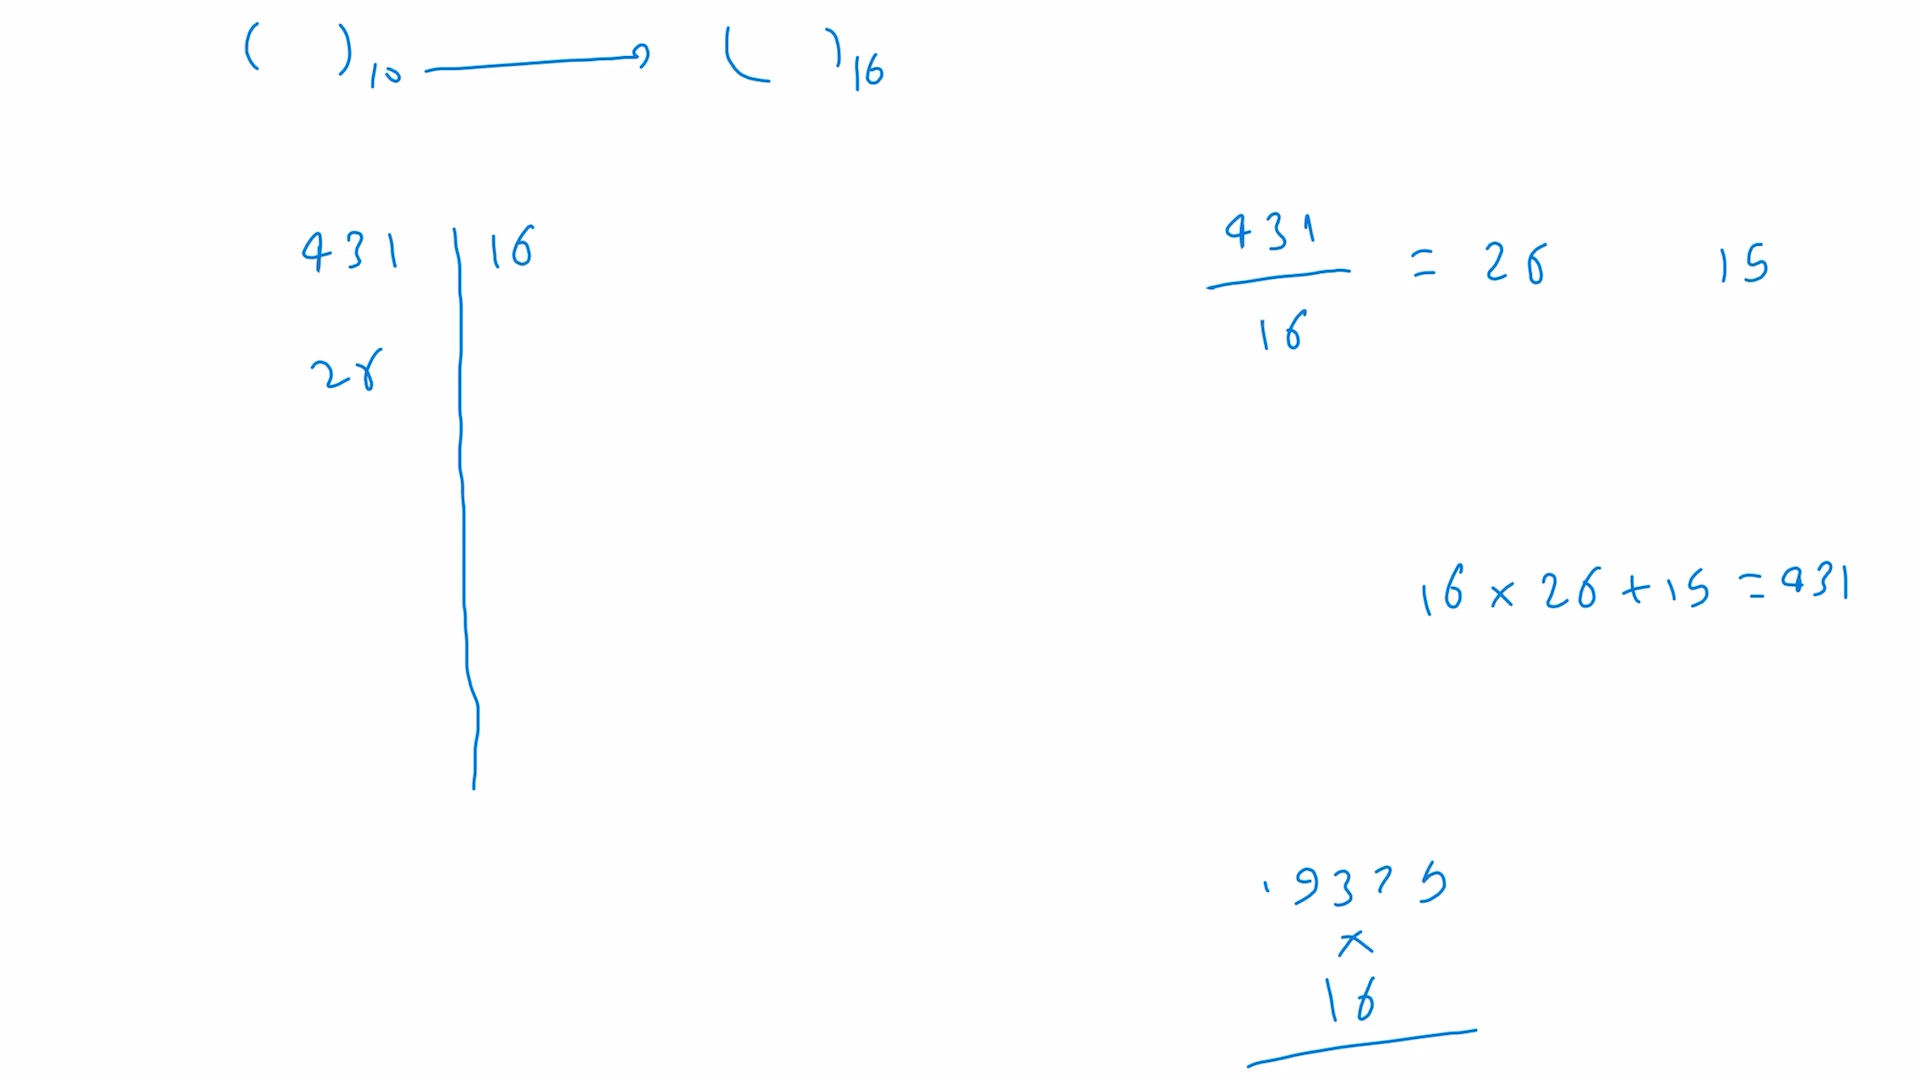 ( )10 → ( )16
431 | 16
26
431
16
= 26 15
16 × 26 + 15 = 431
.9375
×
16